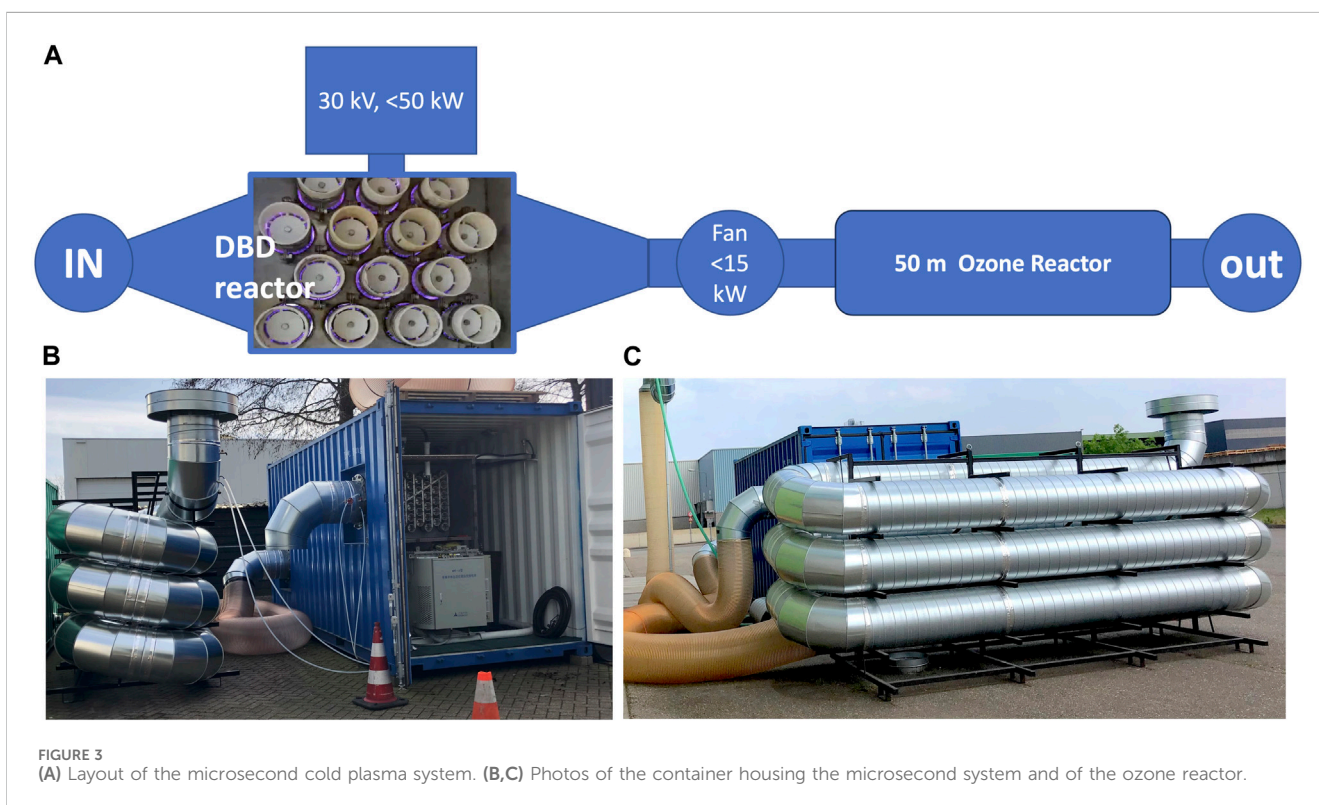 A
30 kV, <50 kW
IN
DBD
reactor
Fan
<15
kW
50 m Ozone Reactor
out
B
C
FIGURE 3
(A) Layout of the microsecond cold plasma system. (B,C) Photos of the container housing the microsecond system and of the ozone reactor.